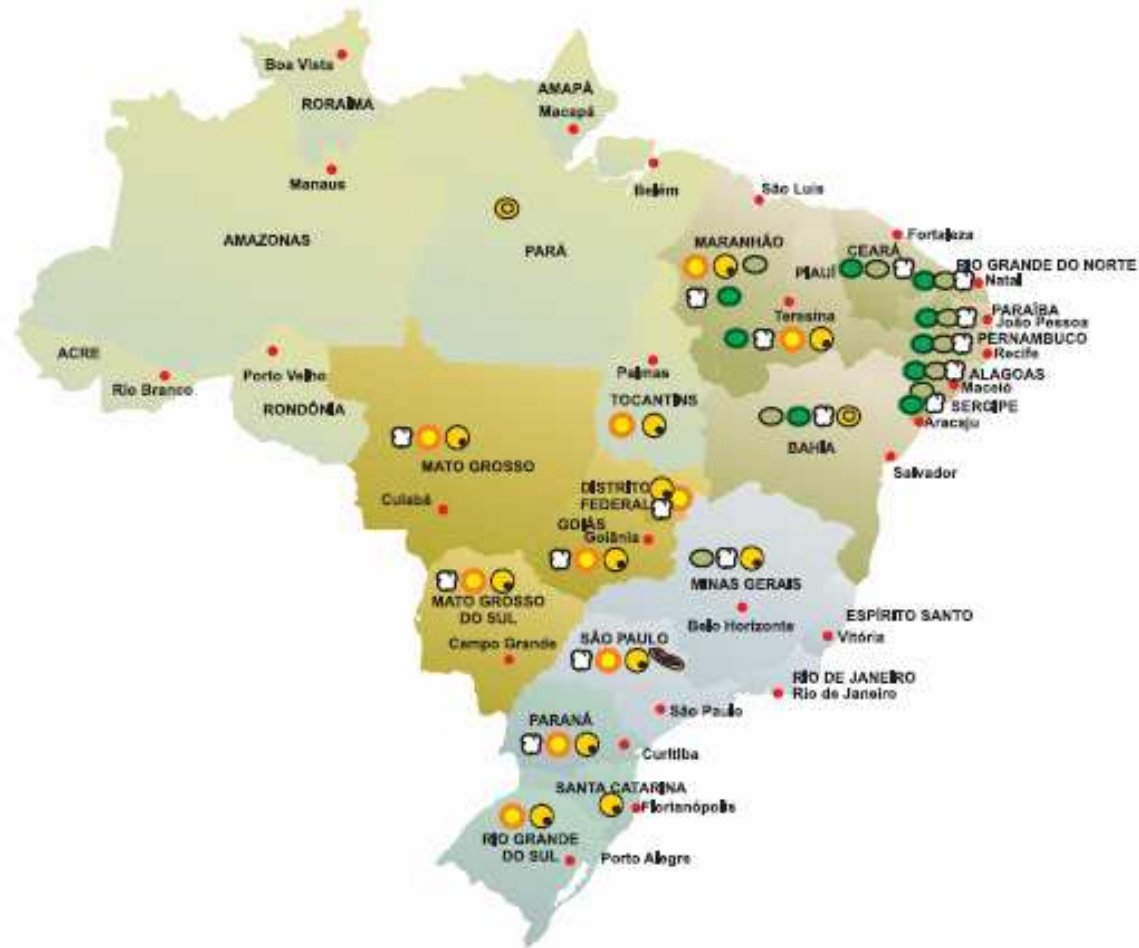 Boa Vista
RORAIMA
AMAPÁ
Macapá
Manaus
Belém
São Luís
AMAZONAS
PARÁ
MARANHÃO
PIAUÍ
CEARÁ
Fortaleza
RIO GRANDE DO NORTE
Natal
Teresina
PARAÍBA
João Pessoa
PERNAMBUCO
Recife
ALAGOAS
Maceió
SERGIPE
Aracaju
ACRE
Rio Branco
Porto Velho
RONDÔNIA
Palmas
TOCANTINS
BAHIA
Salvador
MATO GROSSO
Cuiabá
DISTRITO
FEDERAL
GOIÁS
Goiânia
MINAS GERAIS
Belo Horizonte
ESPÍRITO SANTO
Vitória
MATO GROSSO
DO SUL
Campo Grande
SÃO PAULO
RIO DE JANEIRO
Rio de Janeiro
São Paulo
PARANÁ
Curitiba
SANTA CATARINA
Florianópolis
RIO GRANDE
DO SUL
Porto Alegre